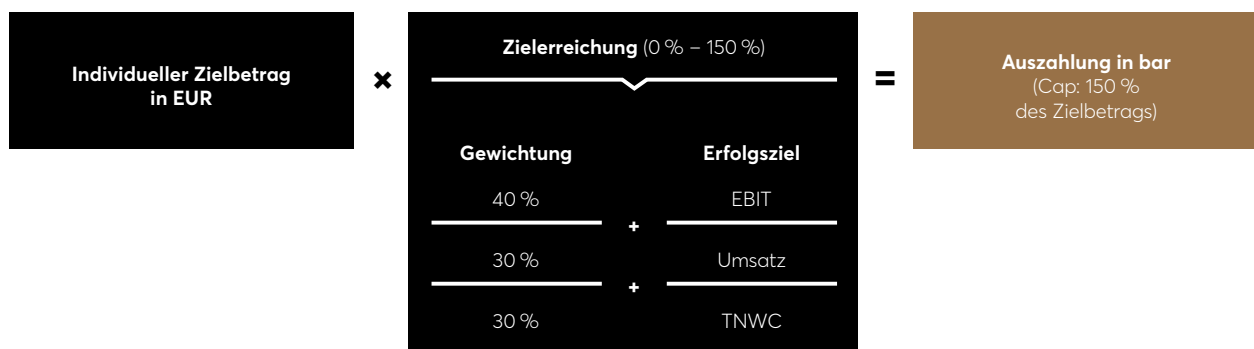 Individueller Zielbetrag
in EUR
×
Zielerreichung (0 % – 150 %)
=
Auszahlung in bar
(Cap: 150 %
des Zielbetrags)
Gewichtung Erfolgsziel
40 % EBIT
+
30 % Umsatz
+
30 % TNWC